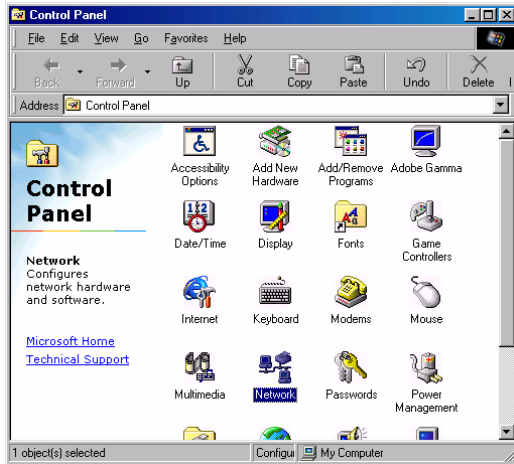 Control Panel
File Edit View Go Favorites Help
Back Forward Up Cut Copy Paste Undo Delete
Address Control Panel
Control
Panel
Network
Configures
network hardware
and software.
Microsoft Home
Technical Support
Accessibility
Options
Add New
Hardware
Add/Remove
Programs
Adobe Gamma
Date/Time
Display
Fonts
Game
Controllers
Internet
Keyboard
Modems
Mouse
Multimedia
Network
Passwords
Power
Management
1 object(s) selected
Configu
My Computer